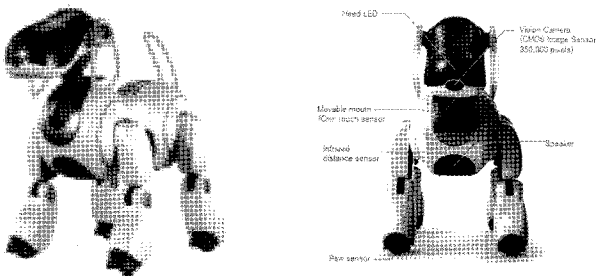 Head LED
Vision Camera
(CMOS Image Sensor
350,000 pixels)
Movable mouth
touch sensor
Infrared
distance sensor
Speaker
Paw sensor